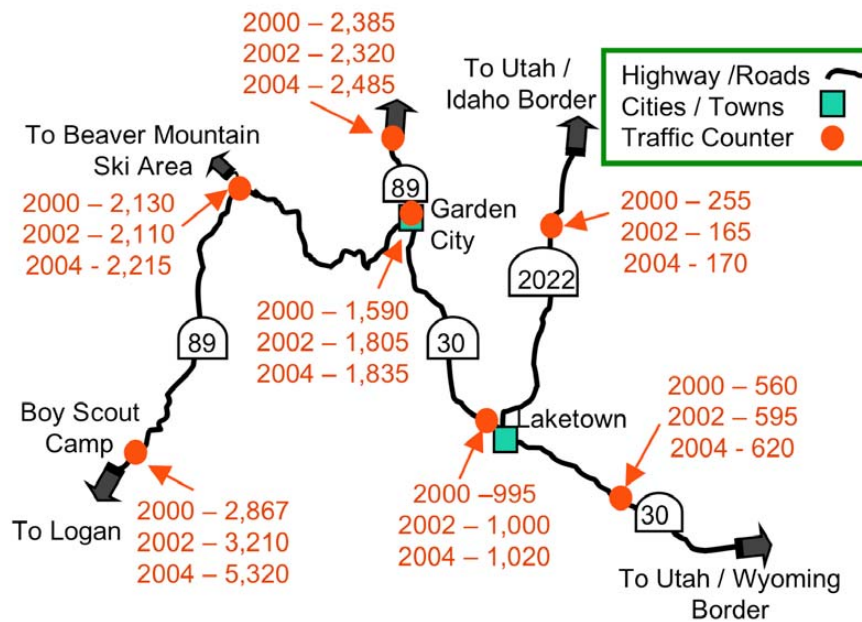 2000 – 2,385
2002 – 2,320
2004 – 2,485
To Utah /
Idaho Border
Highway /Roads
Cities / Towns
Traffic Counter
To Beaver Mountain
Ski Area
2000 – 2,130
2002 – 2,110
2004 - 2,215
89
Garden
City
2000 – 255
2002 – 165
2004 - 170
2022
2000 – 1,590
2002 – 1,805
2004 – 1,835
89
30
2000 – 560
2002 – 595
2004 - 620
Boy Scout
Camp
Laketown
To Logan
2000 – 2,867
2002 – 3,210
2004 – 5,320
2000 –995
2002 – 1,000
2004 – 1,020
30
To Utah / Wyoming
Border